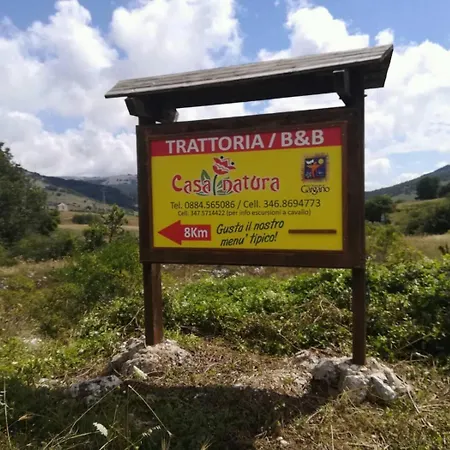 TRATTORIA / B&B
Casa natura
Gargano
Tel. 0884.565086 / Cell. 346.8694773
Cell. 347.5714422 (per info escursioni a cavallo)
8Km
Gusta il nostro
menu' tipico!